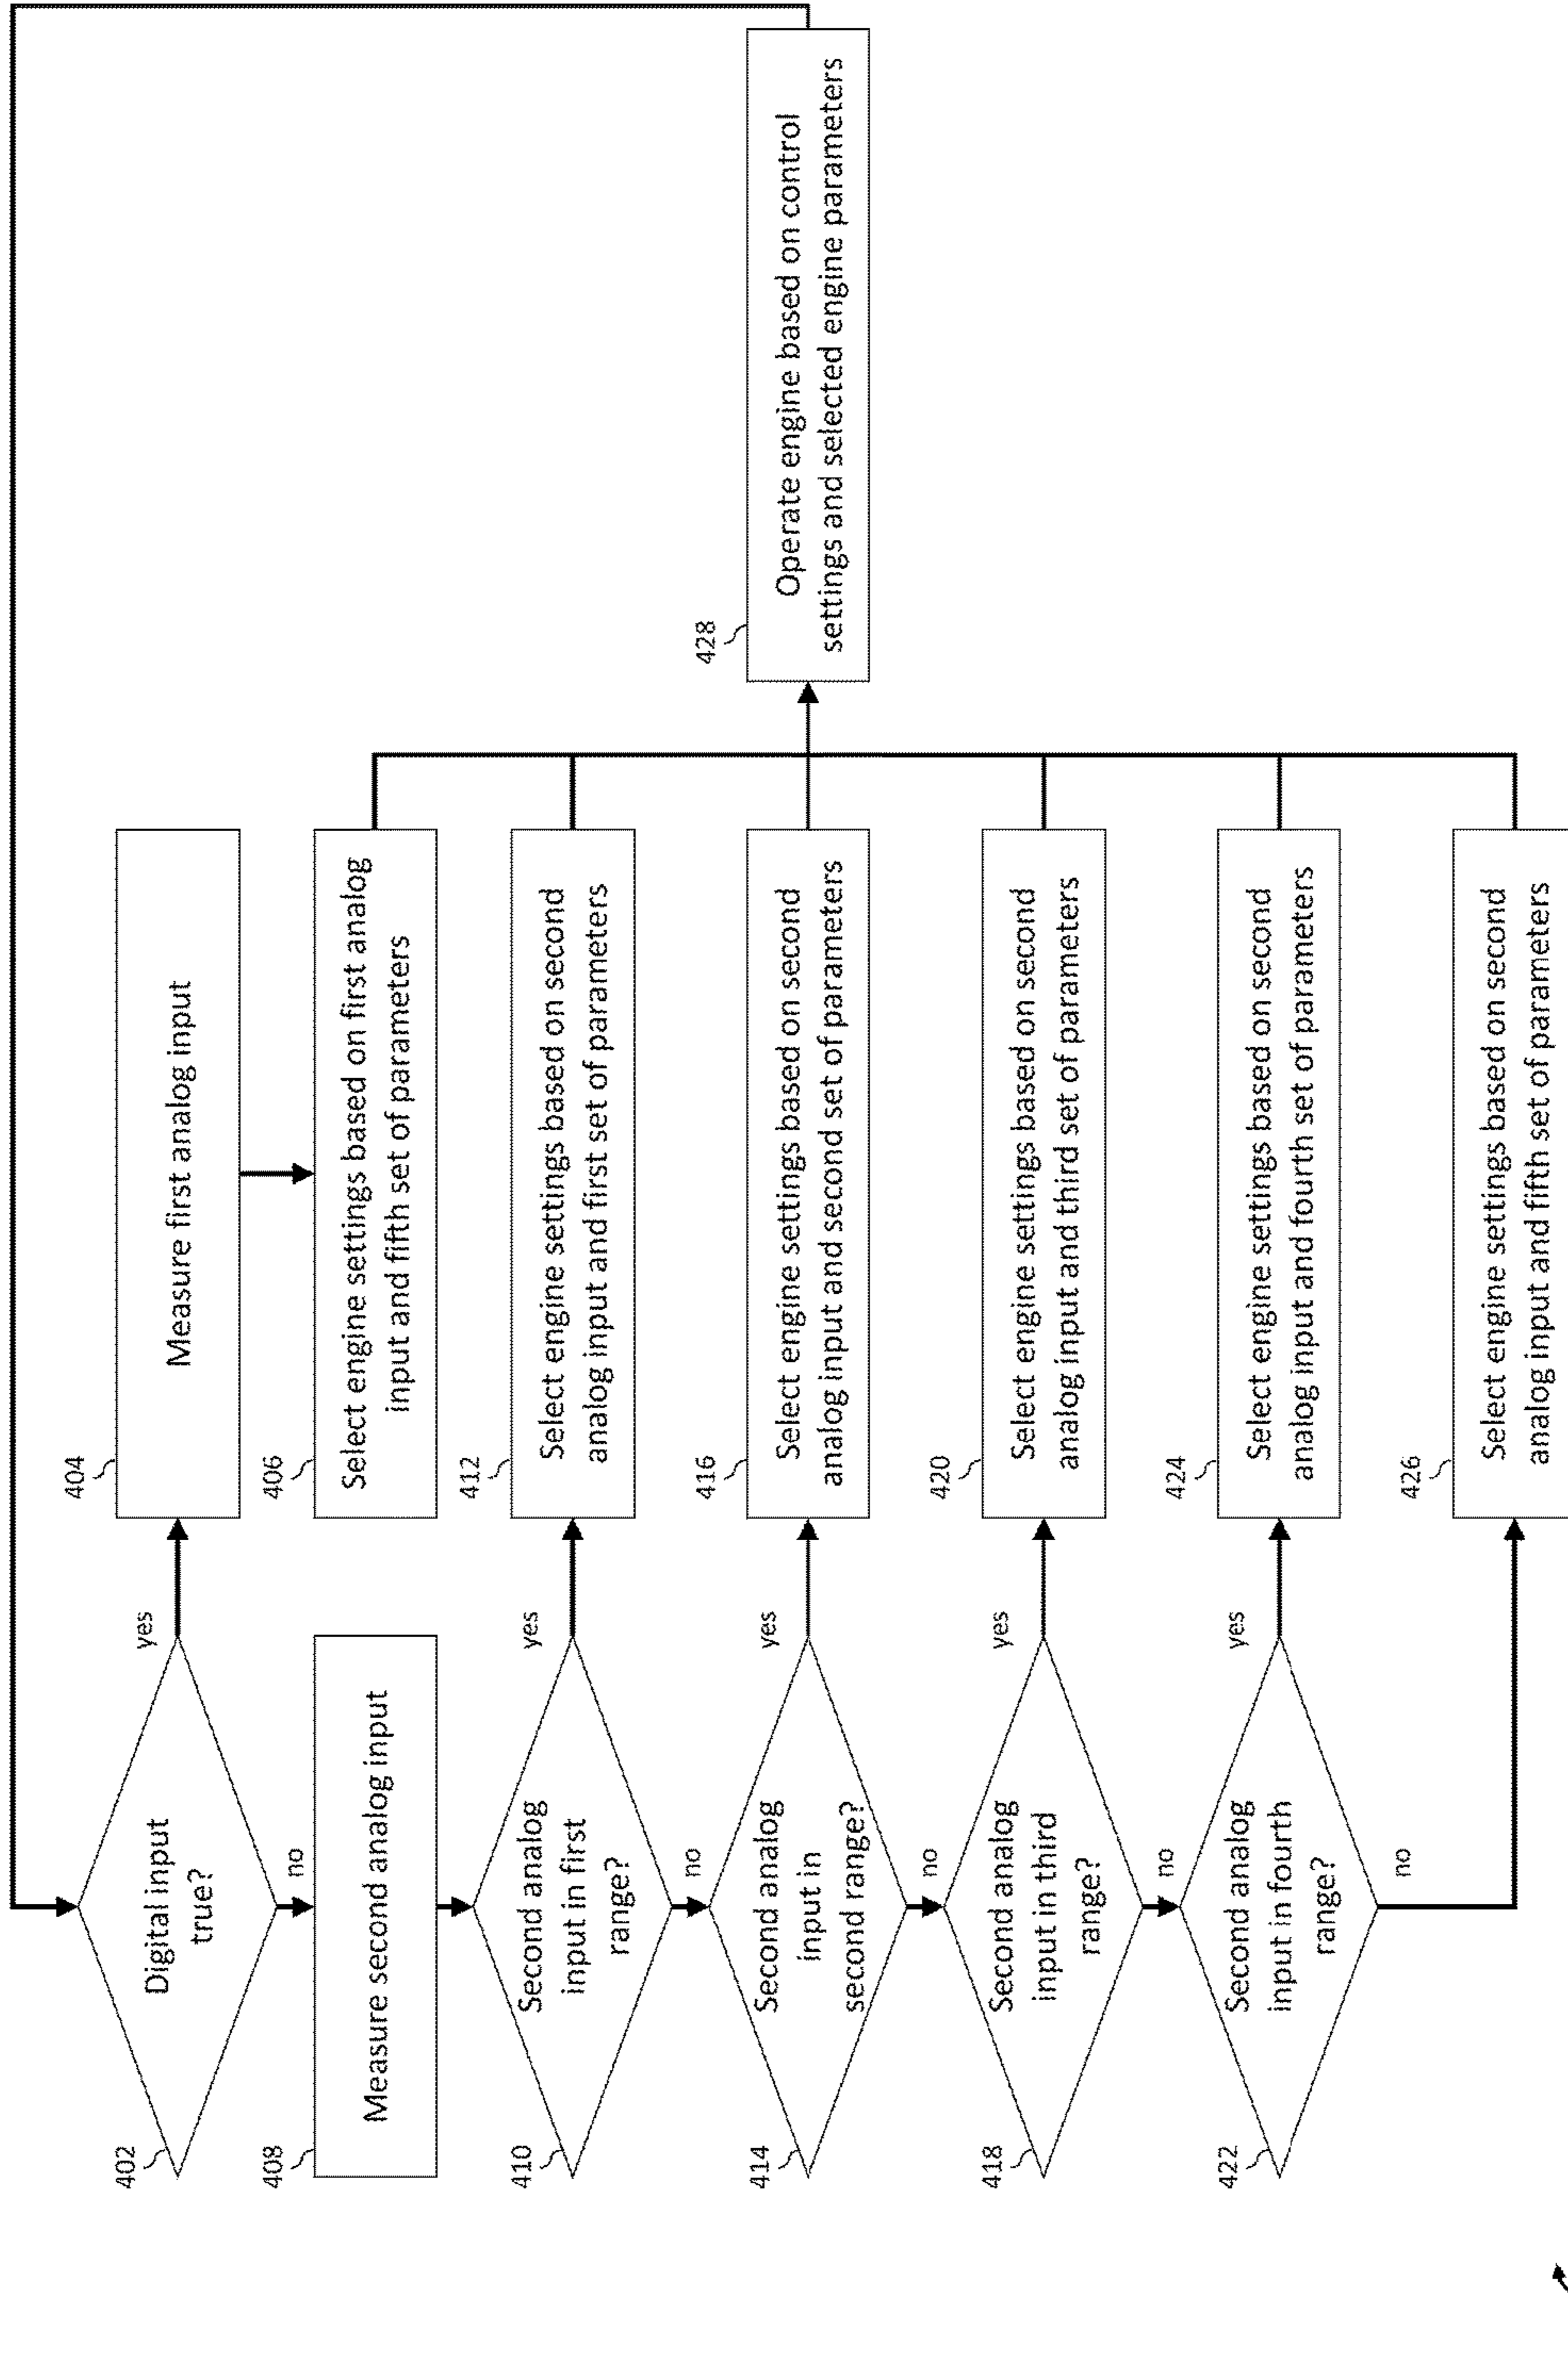 402
Digital input
true?
yes
no
404
Measure first analog input
406
Select engine settings based on first analog
input and fifth set of parameters
408
Measure second analog input
410
Second analog
input in first
range?
yes
no
412
Select engine settings based on second
analog input and first set of parameters
414
Second analog
input in
second range?
yes
no
416
Select engine settings based on second
analog input and second set of parameters
418
Second analog
input in third
range?
yes
no
420
Select engine settings based on second
analog input and third set of parameters
422
Second analog
input in fourth
range?
yes
no
424
Select engine settings based on second
analog input and fourth set of parameters
426
Select engine settings based on second
analog input and fifth set of parameters
428
Operate engine based on control
settings and selected engine parameters